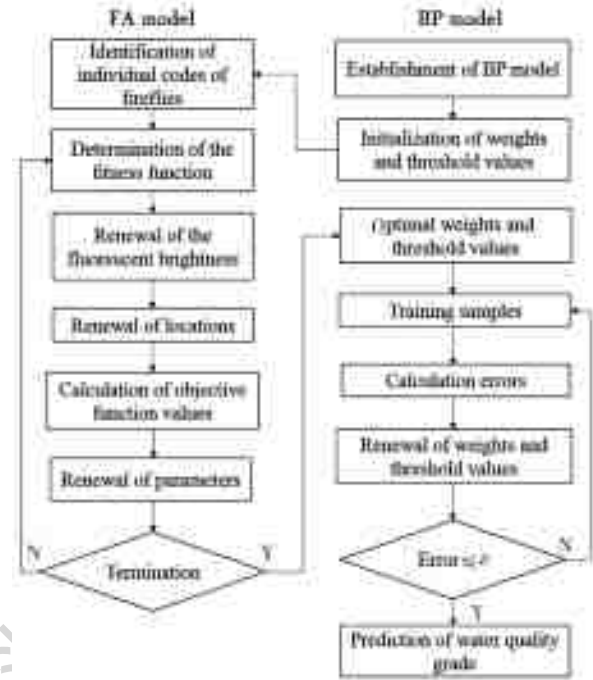 FA model
Identification of
individual codes of
fireflies
Determination of the
fitness function
Renewal of the
fluorescent brightness
Renewal of locations
Calculation of objective
function values
Renewal of parameters
Termination
N
Y
BP model
Establishment of BP model
Initialization of weights
and threshold values
Optimal weights and
threshold values
Training samples
Calculation errors
Renewal of weights and
threshold values
Error ≤
N
Y
Prediction of water quality
grade